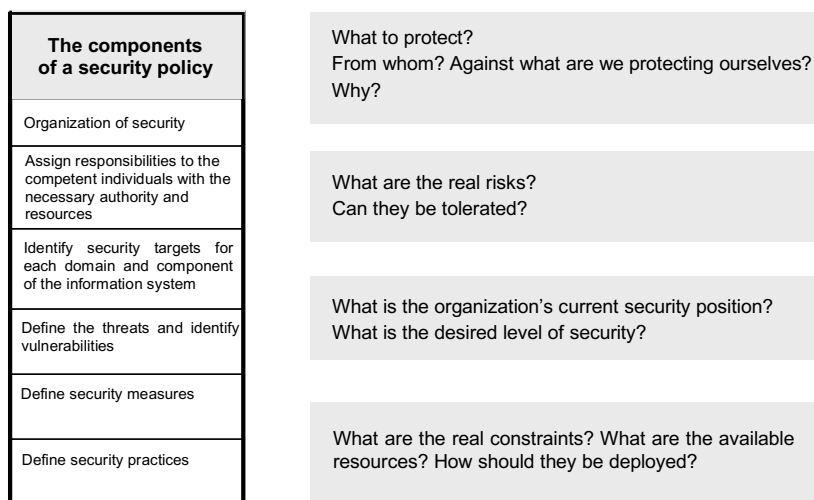 The components
of a security policy
Organization of security
Assign responsibilities to the
competent individuals with the
necessary authority and
resources
Identify security targets for
each domain and component
of the information system
Define the threats and identify
vulnerabilities
Define security measures
Define security practices
What to protect?
From whom? Against what are we protecting ourselves?
Why?
What are the real risks?
Can they be tolerated?
What is the organization’s current security position?
What is the desired level of security?
What are the real constraints? What are the available
resources? How should they be deployed?